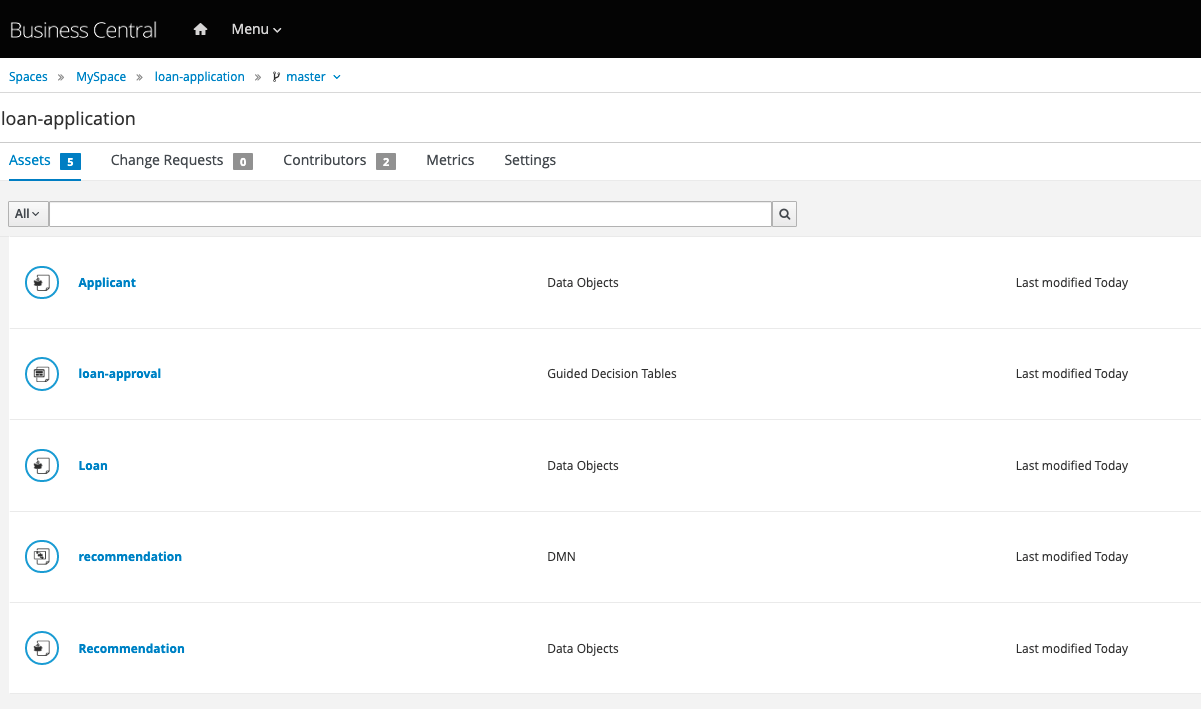 Business Central Menu
Spaces » MySpace » loan-application » master
loan-application
Assets 5 Change Requests 0 Contributors 2 Metrics Settings
All
Applicant Data Objects Last modified Today
loan-approval Guided Decision Tables Last modified Today
Loan Data Objects Last modified Today
recommendation DMN Last modified Today
Recommendation Data Objects Last modified Today